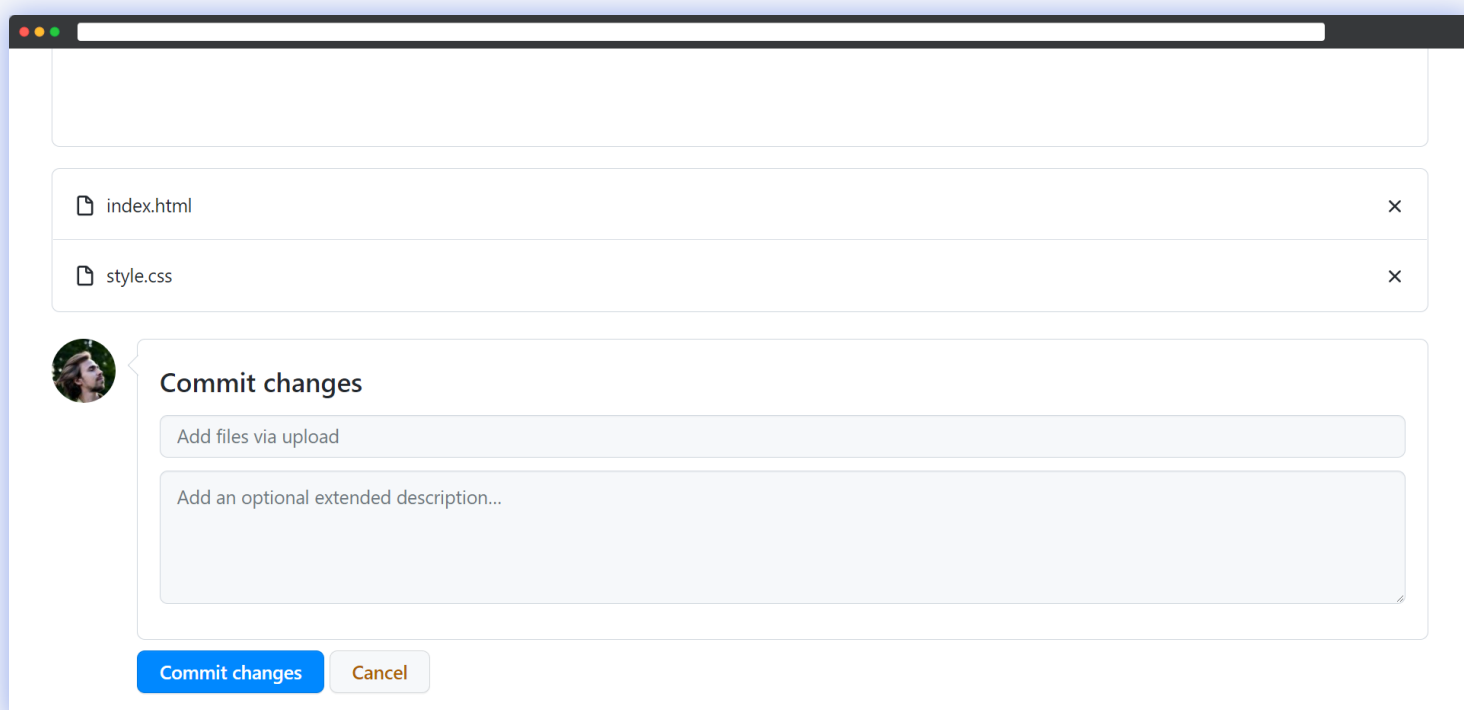 index.html
style.css
Commit changes
Add files via upload
Add an optional extended description...
Commit changes
Cancel